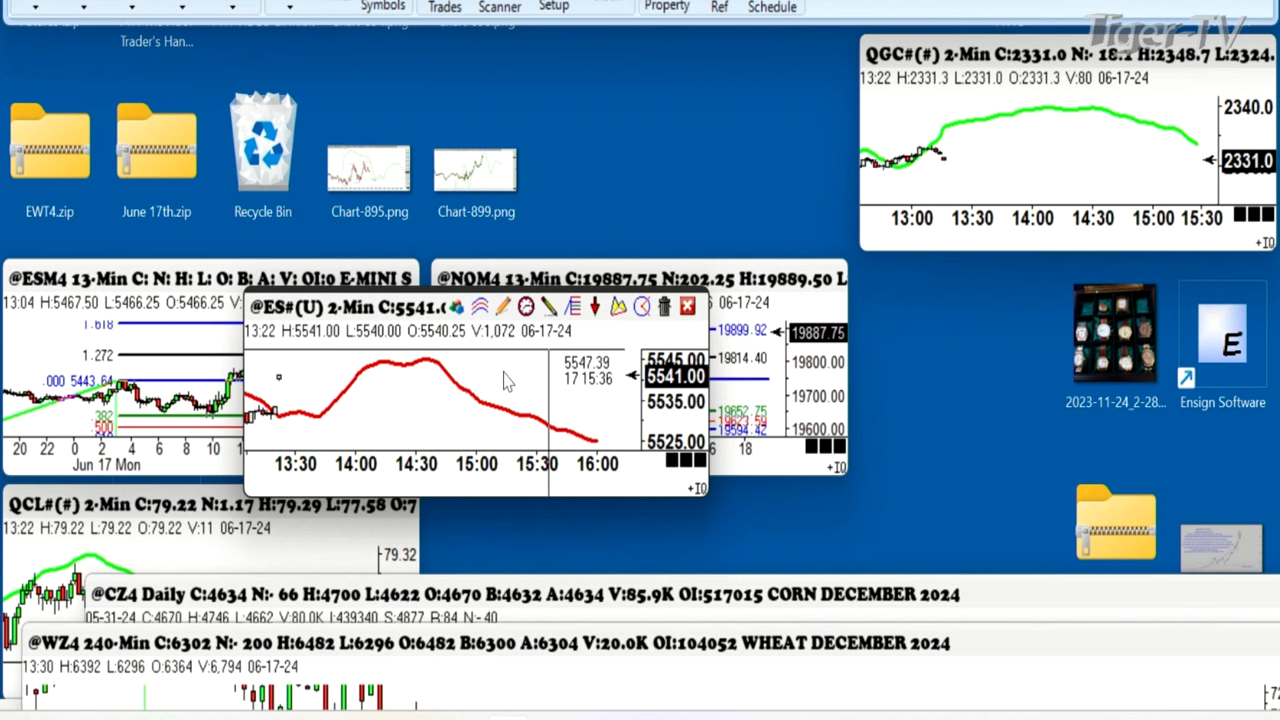 Symbols
Trades
Scanner
Setup
Property
Ref
Schedule
Tiger-TV
Trader's Han...
EWT4.zip
June 17th.zip
Recycle Bin
Chart-895.png
Chart-899.png
QGC#(#) 2-Min C:2331.0 N:- 18.1 H:2348.7 L:2324.
13:22 H:2331.3 L:2331.0 O:2331.3 V:80 06-17-24
2340.0
2331.0
13:00 13:30 14:00 14:30 15:00 15:30
+IQ
@ESM4 13-Min C: N: H: L: O: B: A: V: OI:0 E-MINI S
13:04 H:5467.50 L:5466.25 O:5466.25 V:
1.618
1.272
.000 5443.64
.382
.500
20 22 0 2 4 6 8 10
Jun 17 Mon
@NQM4 13-Min C:19887.75 N:202.25 H:19889.50 L
06-17-24
19899.92
19887.75
19814.40
19800.00
19700.00
19652.75
19623.59
19594.42
19600.00
18
+IQ
@ES#(U) 2-Min C:5541.0
13:22 H:5541.00 L:5540.00 O:5540.25 V:1,072 06-17-24
5547.39
17 15:36
5545.00
5541.00
5535.00
5525.00
13:30 14:00 14:30 15:00 15:30 16:00
+IQ
2023-11-24_2-28...
E
Ensign Software
QCL#(#) 2-Min C:79.22 N:1.17 H:79.29 L:77.58 O:7
13:22 H:79.22 L:79.22 O:79.22 V:11 06-17-24
79.32
@CZ4 Daily C:4634 N:- 66 H:4700 L:4622 O:4670 B:4632 A:4634 V:85.9K OI:517015 CORN DECEMBER 2024
05-31-24 C:4670 H:4746 L:4662 V:80.0K I:439340 S:4877 R:84 N:-40
@WZ4 240-Min C:6302 N:- 200 H:6482 L:6296 O:6482 B:6300 A:6304 V:20.0K OI:104052 WHEAT DECEMBER 2024
13:30 H:6392 L:6296 O:6364 V:6,794 06-17-24